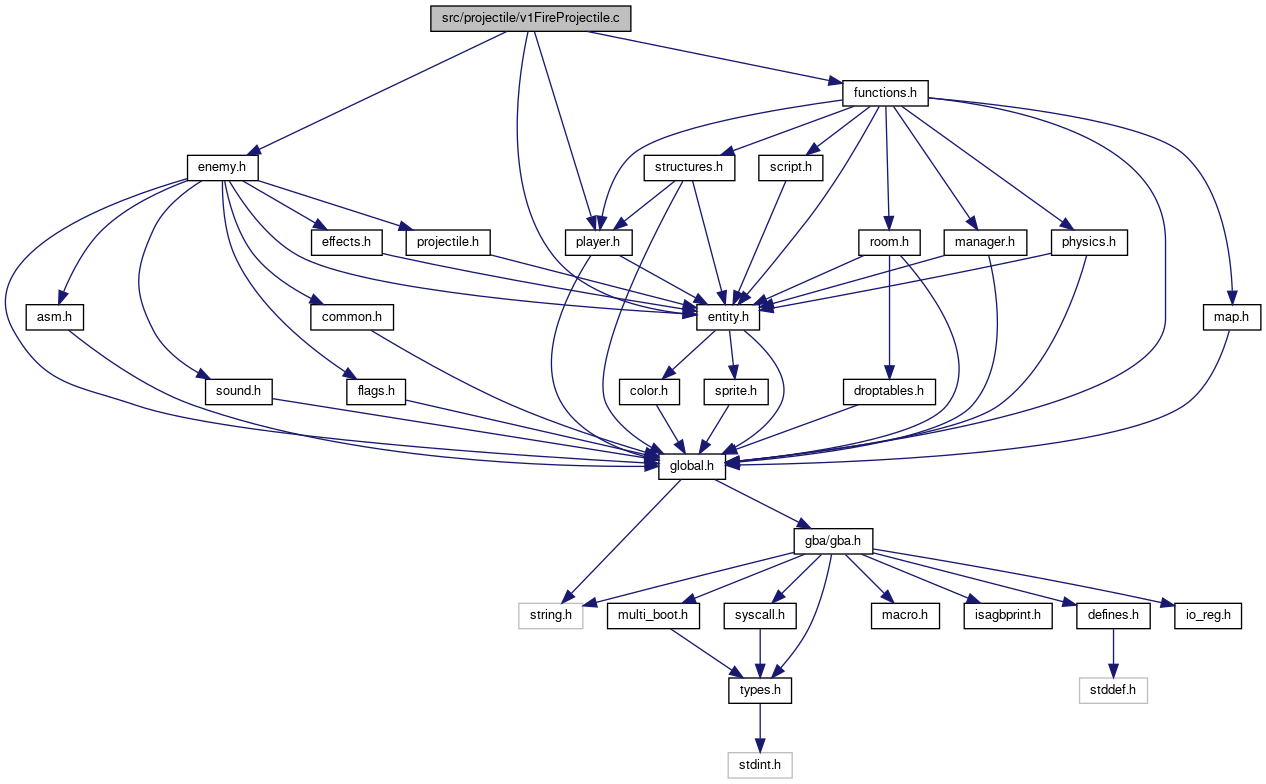 src/projectile/v1FireProjectile.c
functions.h
enemy.h
structures.h
script.h
effects.h
projectile.h
player.h
room.h
manager.h
physics.h
asm.h
common.h
entity.h
map.h
sound.h
flags.h
color.h
sprite.h
droptables.h
global.h
gba/gba.h
string.h
multi_boot.h
syscall.h
macro.h
isagbprint.h
defines.h
io_reg.h
types.h
stddef.h
stdint.h